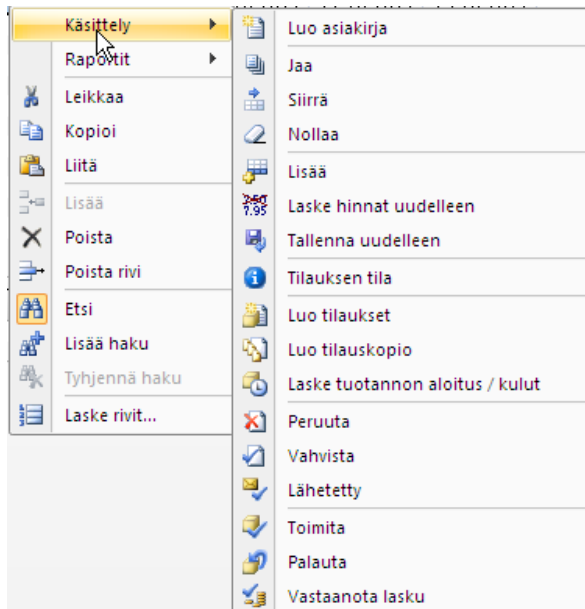 Käsittely
Raportit
Leikkaa
Kopioi
Liitä
Lisää
Poista
Poista rivi
Etsi
Lisää haku
Tyhjennä haku
Laske rivit...
Luo asiakirja
Jaa
Siirrä
Nollaa
Lisää
Laske hinnat uudelleen
Tallenna uudelleen
Tilauksen tila
Luo tilaukset
Luo tilauskopio
Laske tuotannon aloitus / kulut
Peruuta
Vahvista
Lähetetty
Toimita
Palauta
Vastaanota lasku